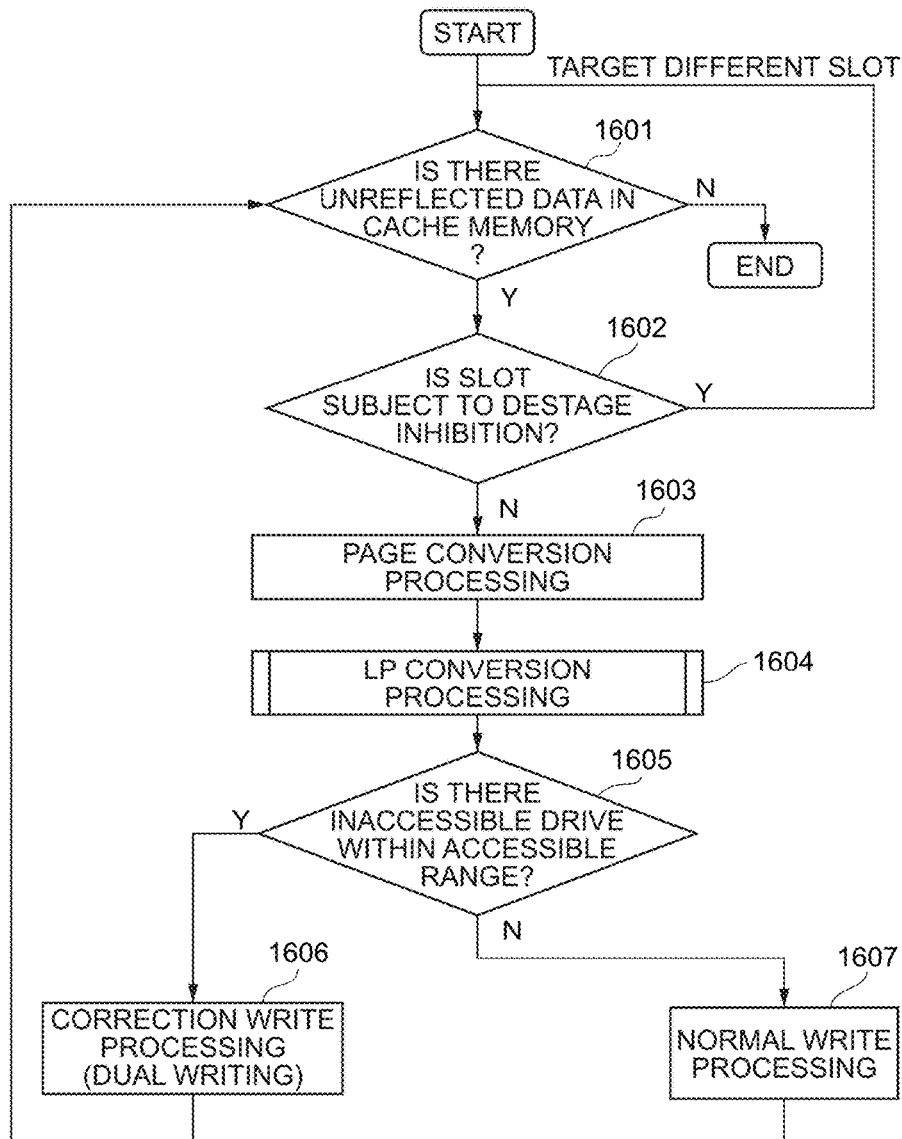 START
TARGET DIFFERENT SLOT
1601
IS THERE
UNREFLECTED DATA IN
CACHE MEMORY
?
N
END
Y
1602
IS SLOT
SUBJECT TO DESTAGE
INHIBITION?
Y
N
1603
PAGE CONVERSION
PROCESSING
LP CONVERSION
PROCESSING
1604
1605
IS THERE
INACCESSIBLE DRIVE
WITHIN ACCESSIBLE
RANGE?
Y
N
1606
CORRECTION WRITE
PROCESSING
(DUAL WRITING)
1607
NORMAL WRITE
PROCESSING